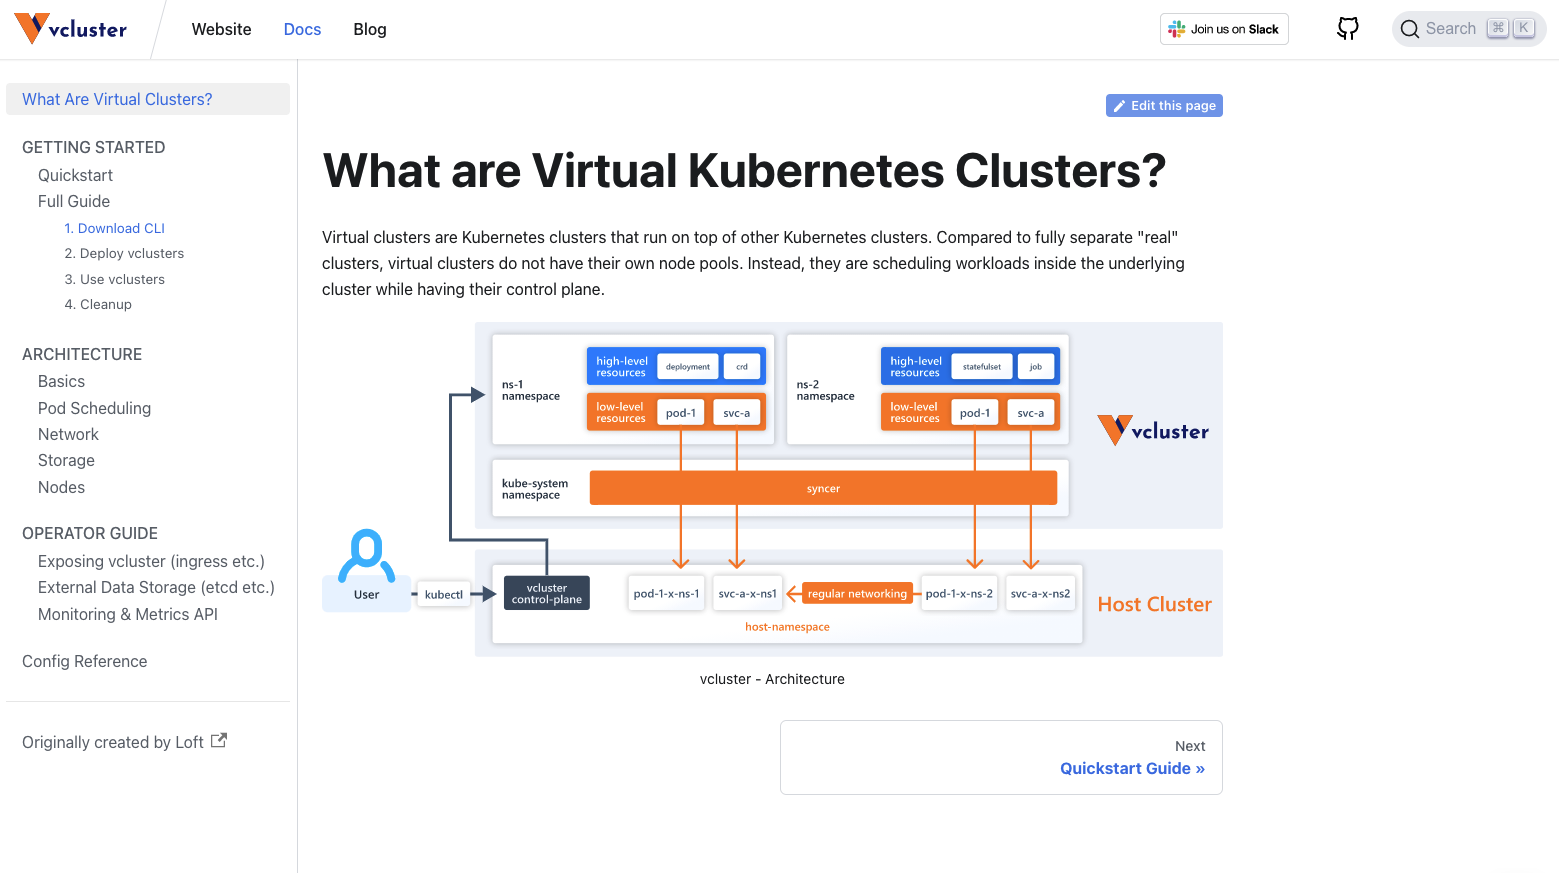 vcluster
Website
Docs
Blog
Join us on Slack
Search ⌘ K
What Are Virtual Clusters?
GETTING STARTED
Quickstart
Full Guide
1. Download CLI
2. Deploy vclusters
3. Use vclusters
4. Cleanup
ARCHITECTURE
Basics
Pod Scheduling
Network
Storage
Nodes
OPERATOR GUIDE
Exposing vcluster (ingress etc.)
External Data Storage (etcd etc.)
Monitoring & Metrics API
Config Reference
Originally created by Loft
Edit this page
What are Virtual Kubernetes Clusters?
Virtual clusters are Kubernetes clusters that run on top of other Kubernetes clusters. Compared to fully separate "real"
clusters, virtual clusters do not have their own node pools. Instead, they are scheduling workloads inside the underlying
cluster while having their control plane.
ns-1
namespace
high-level
resources
deployment
crd
low-level
resources
pod-1
svc-a
ns-2
namespace
high-level
resources
statefulset
job
low-level
resources
pod-1
svc-a
vcluster
kube-system
namespace
syncer
User
kubectl
vcluster
control-plane
pod-1-x-ns-1
svc-a-x-ns1
regular networking
pod-1-x-ns-2
svc-a-x-ns2
host-namespace
Host Cluster
vcluster - Architecture
Next
Quickstart Guide »